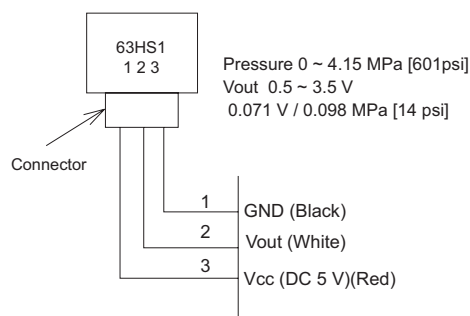 63HS1
1 2 3
Pressure 0 ~ 4.15 MPa [601psi]
Vout 0.5 ~ 3.5 V
0.071 V / 0.098 MPa [14 psi]
Connector
1 GND (Black)
2 Vout (White)
3 Vcc (DC 5 V)(Red)